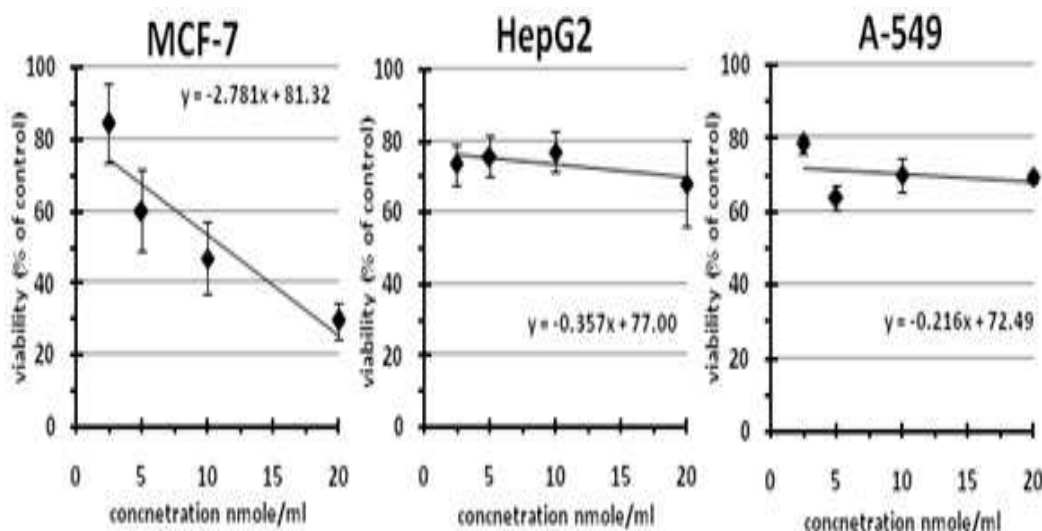 MCF-7
viability (% of control)
100
80
60
40
20
0
y = -2.781x + 81.32
0 5 10 15 20
concnetration nmole/ml
HepG2
viability (% of control)
100
80
60
40
20
0
y = -0.357x + 77.00
0 5 10 15 20
concnetration nmole/ml
A-549
viability (% of control)
100
80
60
40
20
0
y = -0.216x + 72.49
0 5 10 15 20
concnetration nmole/ml